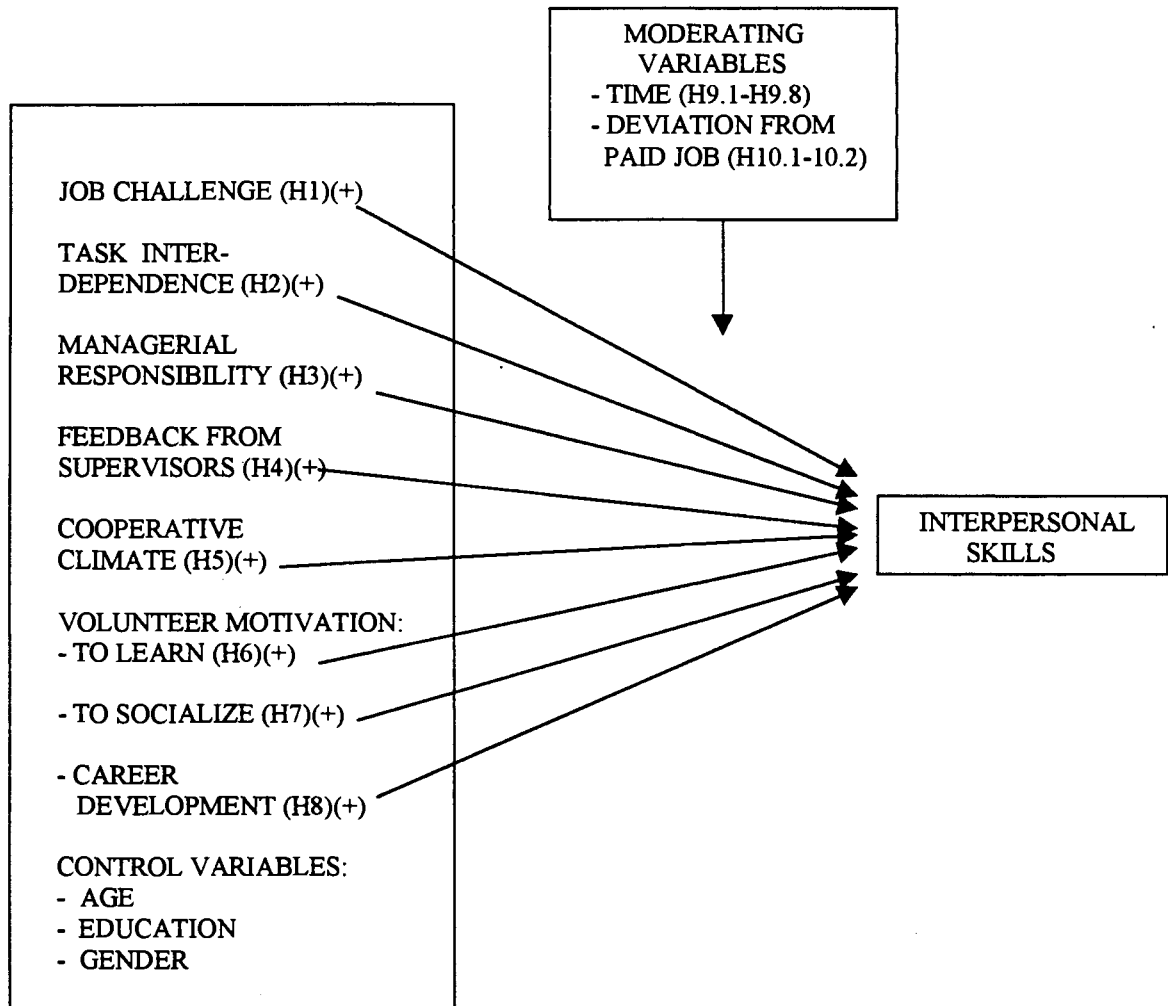 MODERATING
VARIABLES
- TIME (H9.1-H9.8)
- DEVIATION FROM
PAID JOB (H10.1-10.2)
JOB CHALLENGE (H1)(+)
TASK INTER-
DEPENDENCE (H2)(+)
MANAGERIAL
RESPONSIBILITY (H3)(+)
FEEDBACK FROM
SUPERVISORS (H4)(+)
COOPERATIVE
CLIMATE (H5)(+)
VOLUNTEER MOTIVATION:
- TO LEARN (H6)(+)
- TO SOCIALIZE (H7)(+)
- CAREER
DEVELOPMENT (H8)(+)
CONTROL VARIABLES:
- AGE
- EDUCATION
- GENDER
INTERPERSONAL
SKILLS